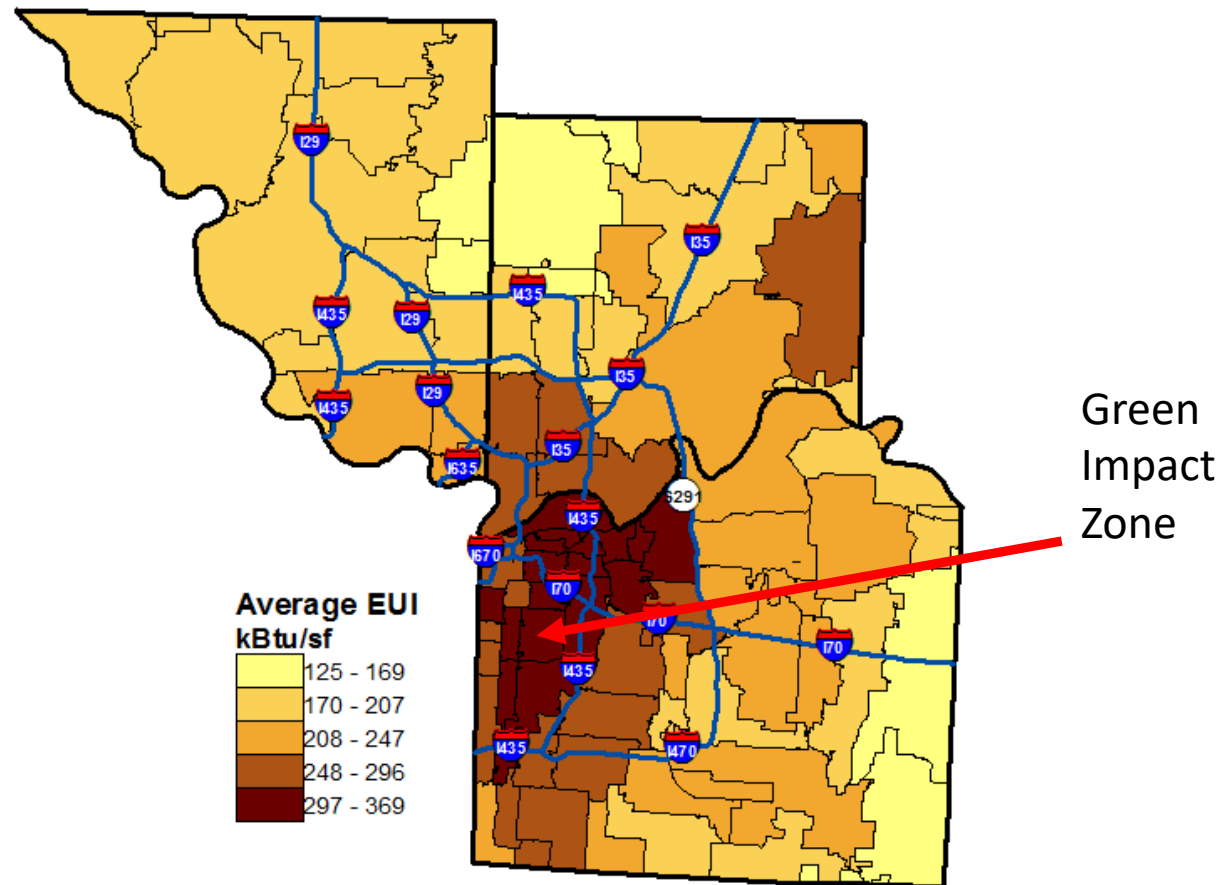 I29
I35
I435
I435
I29
I35
I29
I435
I35
I635
S291
I435
I670
I70
Green
Impact
Zone
Average EUI
kBtu/sf
125 - 169
170 - 207
208 - 247
248 - 296
297 - 369
I70
I70
I435
I435
I470